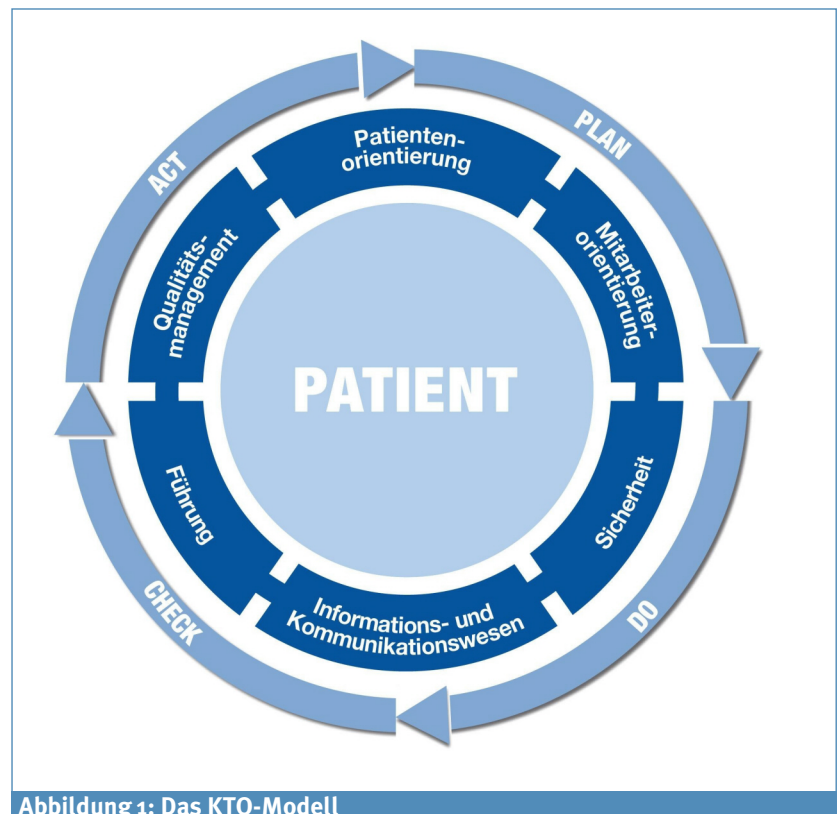 PLAN
DO
CHECK
ACT
Patienten-
orientierung
Mitarbeiter-
orientierung
Sicherheit
Informations- und
Kommunikationswesen
Führung
Qualitäts-
management
PATIENT
Abbildung 1: Das KTQ-Modell